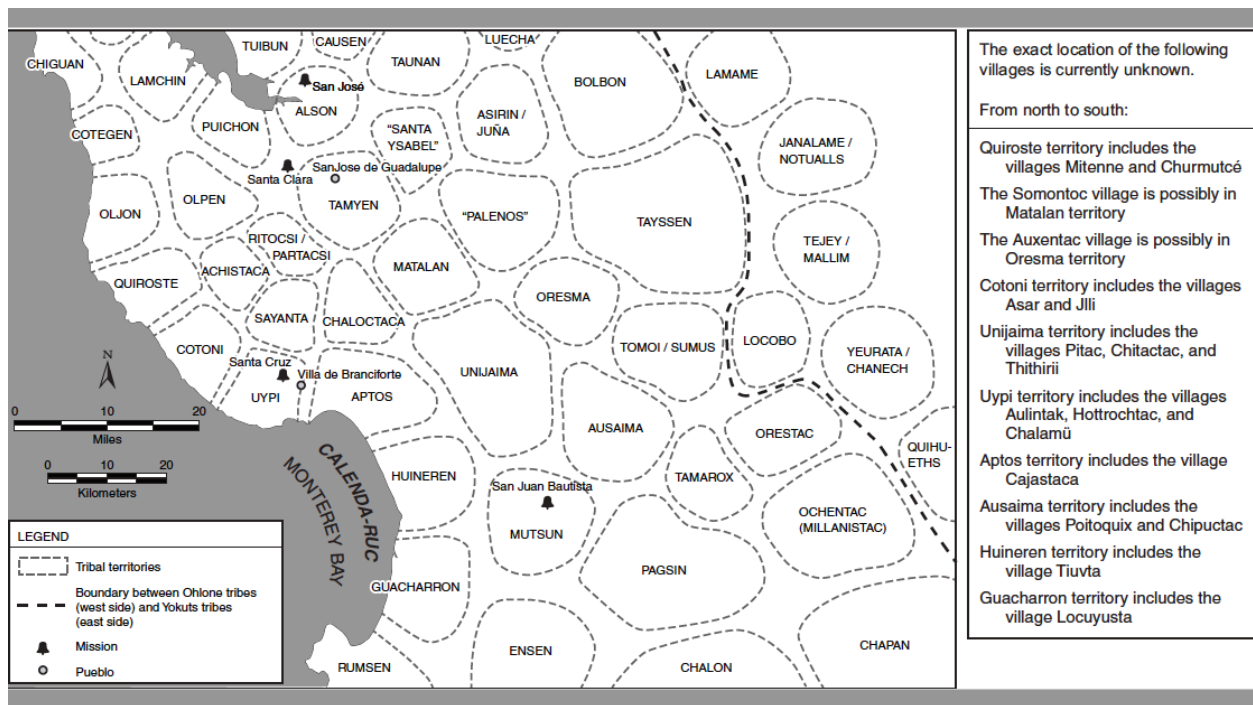 TUIBUN
CAUSEN
LUECHA
CHIGUAN
LAMCHIN
TAUNAN
BOLBON
LAMAME
San José
ALSON
COTEGEN
PUICHON
"SANTA
YSABEL"
ASIRIN /
JUÑA
JANALAME /
NOTUALLS
Santa Clara
SanJose de Guadalupe
OLPEN
TAMYEN
OLJON
"PALENOS"
TAYSSEN
RITOCSI /
PARTACSI
TEJEY /
MALLIM
ACHISTACA
MATALAN
QUIROSTE
ORESMA
SAYANTA
CHALOCTACA
COTONI
TOMOI / SUMUS
LOCOBO
YEURATA /
CHANECH
Santa Cruz
Villa de Branciforte
UNIJAIMA
UYPI
APTOS
AUSAIMA
ORESTAC
QUIHU-
ETHS
HUINEREN
TAMAROX
San Juan Bautista
OCHENTAC
(MILLANISTAC)
MUTSUN
CALENDA-RUC
MONTEREY BAY
PAGSIN
GUACHARRON
CHAPAN
ENSEN
RUMSEN
CHALON
N
0 10 20
Miles
0 10 20
Kilometers
LEGEND
Tribal territories
Boundary between Ohlone tribes
(west side) and Yokuts tribes
(east side)
Mission
Pueblo
The exact location of the following
villages is currently unknown.
From north to south:
Quiroste territory includes the
villages Mitenne and Churmutcé
The Somontoc village is possibly in
Matalan territory
The Auxentac village is possibly in
Oresma territory
Cotoni territory includes the villages
Asar and Jlli
Unijaima territory includes the
villages Pitac, Chitactac, and
Thithirii
Uypi territory includes the villages
Aulintak, Hottrochtac, and
Chalamü
Aptos territory includes the village
Cajastaca
Ausaima territory includes the
villages Poitoquix and Chipuctac
Huineren territory includes the
village Tiuvta
Guacharron territory includes the
village Locuyusta